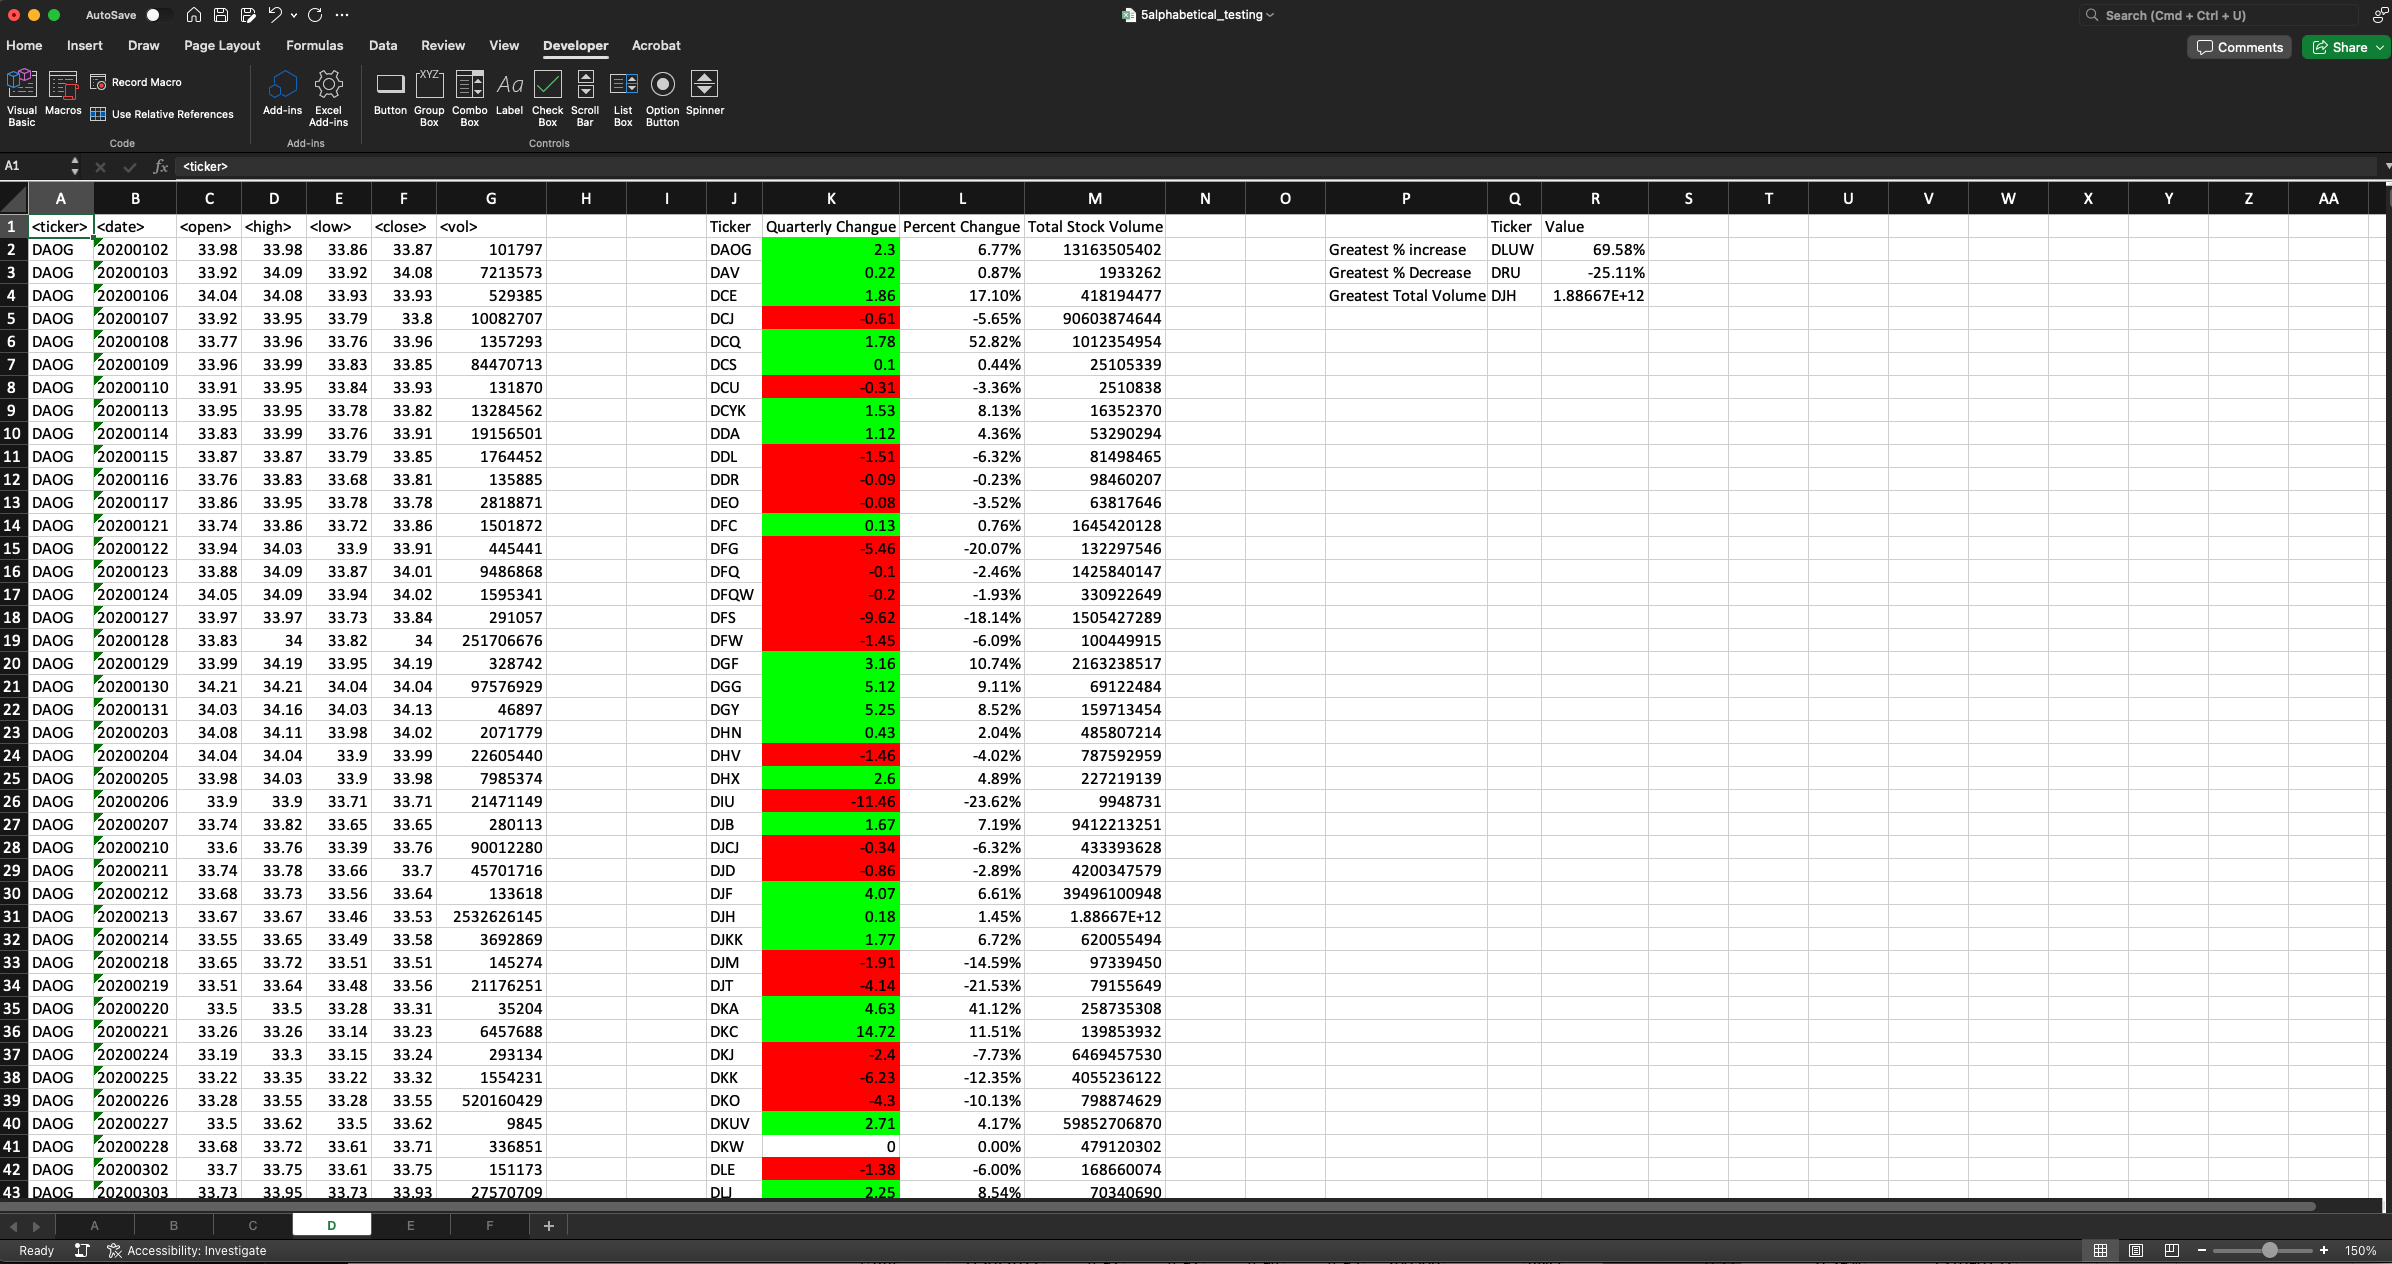 AutoSave 5alphabetical_testing Search (Cmd + Ctrl + U)
Home Insert Draw Page Layout Formulas Data Review View Developer Acrobat Comments Share
Visual Basic Macros Record Macro Use Relative References Add-ins Excel Add-ins Button Group Box Combo Box Label Check Box Scroll Bar List Box Option Button Spinner
Code Add-ins Controls
A1 fx <ticker>
A B C D E F G H I J K L M N O P Q R S T U V W X Y Z AA
1 <ticker> <date> <open> <high> <low> <close> <vol> Ticker Quarterly Changue Percent Changue Total Stock Volume Ticker Value
2 DAOG 20200102 33.98 33.98 33.86 33.87 101797 DAOG 2.3 6.77% 13163505402 Greatest % increase DLUW 69.58%
3 DAOG 20200103 33.92 34.09 33.92 34.08 7213573 DAV 0.22 0.87% 1933262 Greatest % Decrease DRU -25.11%
4 DAOG 20200106 34.04 34.08 33.93 33.93 529385 DCE 1.86 17.10% 418194477 Greatest Total Volume DJH 1.88667E+12
5 DAOG 20200107 33.92 33.95 33.79 33.8 10082707 DCJ -0.61 -5.65% 90603874644
6 DAOG 20200108 33.77 33.96 33.76 33.96 1357293 DCQ 1.78 52.82% 1012354954
7 DAOG 20200109 33.96 33.99 33.83 33.85 84470713 DCS 0.1 0.44% 25105339
8 DAOG 20200110 33.91 33.95 33.84 33.93 131870 DCU -0.31 -3.36% 2510838
9 DAOG 20200113 33.95 33.95 33.78 33.82 13284562 DCYK 1.53 8.13% 16352370
10 DAOG 20200114 33.83 33.99 33.76 33.91 19156501 DDA 1.12 4.36% 53290294
11 DAOG 20200115 33.87 33.87 33.79 33.85 1764452 DDL -1.51 -6.32% 81498465
12 DAOG 20200116 33.76 33.83 33.68 33.81 135885 DDR -0.09 -0.23% 98460207
13 DAOG 20200117 33.86 33.95 33.78 33.78 2818871 DEO -0.08 -3.52% 63817646
14 DAOG 20200121 33.74 33.86 33.72 33.86 1501872 DFC 0.13 0.76% 1645420128
15 DAOG 20200122 33.94 34.03 33.9 33.91 445441 DFG -5.46 -20.07% 132297546
16 DAOG 20200123 33.88 34.09 33.87 34.01 9486868 DFQ -0.1 -2.46% 1425840147
17 DAOG 20200124 34.05 34.09 33.94 34.02 1595341 DFQW -0.2 -1.93% 330922649
18 DAOG 20200127 33.97 33.97 33.73 33.84 291057 DFS -9.62 -18.14% 1505427289
19 DAOG 20200128 33.83 34 33.82 34 251706676 DFW -1.45 -6.09% 100449915
20 DAOG 20200129 33.99 34.19 33.95 34.19 328742 DGF 3.16 10.74% 2163238517
21 DAOG 20200130 34.21 34.21 34.04 34.04 97576929 DGG 5.12 9.11% 69122484
22 DAOG 20200131 34.03 34.16 34.03 34.13 46897 DGY 5.25 8.52% 159713454
23 DAOG 20200203 34.08 34.11 33.98 34.02 2071779 DHN 0.43 2.04% 485807214
24 DAOG 20200204 34.04 34.04 33.9 33.99 22605440 DHV -1.46 -4.02% 787592959
25 DAOG 20200205 33.98 34.03 33.9 33.98 7985374 DHX 2.6 4.89% 227219139
26 DAOG 20200206 33.9 33.9 33.71 33.71 21471149 DIU -11.46 -23.62% 9948731
27 DAOG 20200207 33.74 33.82 33.65 33.65 280113 DJB 1.67 7.19% 9412213251
28 DAOG 20200210 33.6 33.76 33.39 33.76 90012280 DJCJ -0.34 -6.32% 433393628
29 DAOG 20200211 33.74 33.78 33.66 33.7 45701716 DJD -0.86 -2.89% 4200347579
30 DAOG 20200212 33.68 33.73 33.56 33.64 133618 DJF 4.07 6.61% 39496100948
31 DAOG 20200213 33.67 33.67 33.46 33.53 2532626145 DJH 0.18 1.45% 1.88667E+12
32 DAOG 20200214 33.55 33.65 33.49 33.58 3692869 DJKK 1.77 6.72% 620055494
33 DAOG 20200218 33.65 33.72 33.51 33.51 145274 DJM -1.91 -14.59% 97339450
34 DAOG 20200219 33.51 33.64 33.48 33.56 21176251 DJT -4.14 -21.53% 79155649
35 DAOG 20200220 33.5 33.5 33.28 33.31 35204 DKA 4.63 41.12% 258735308
36 DAOG 20200221 33.26 33.26 33.14 33.23 6457688 DKC 14.72 11.51% 139853932
37 DAOG 20200224 33.19 33.3 33.15 33.24 293134 DKJ -2.4 -7.73% 6469457530
38 DAOG 20200225 33.22 33.35 33.22 33.32 1554231 DKK -6.23 -12.35% 4055236122
39 DAOG 20200226 33.28 33.55 33.28 33.55 520160429 DKO -4.3 -10.13% 798874629
40 DAOG 20200227 33.5 33.62 33.5 33.62 9845 DKUV 2.71 4.17% 59852706870
41 DAOG 20200228 33.68 33.72 33.61 33.71 336851 DKW 0 0.00% 479120302
42 DAOG 20200302 33.7 33.75 33.61 33.75 151173 DLE -1.38 -6.00% 168660074
43 DAOG 20200303 33.73 33.95 33.73 33.93 27570709 DLJ 2.25 8.54% 70340690
A B C D E F +
Ready Accessibility: Investigate 150%